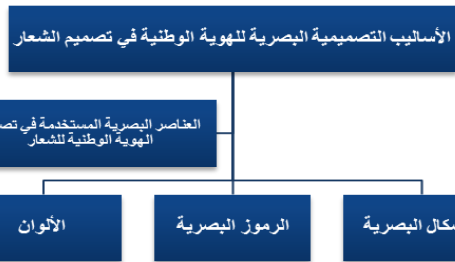 الأساليب التصميمية البصرية للهوية الوطنية في تصميم الشعار
العناصر البصرية المستخدمة في
الهوية الوطنية للشعار
البصرية
الرموز البصرية
الألوان